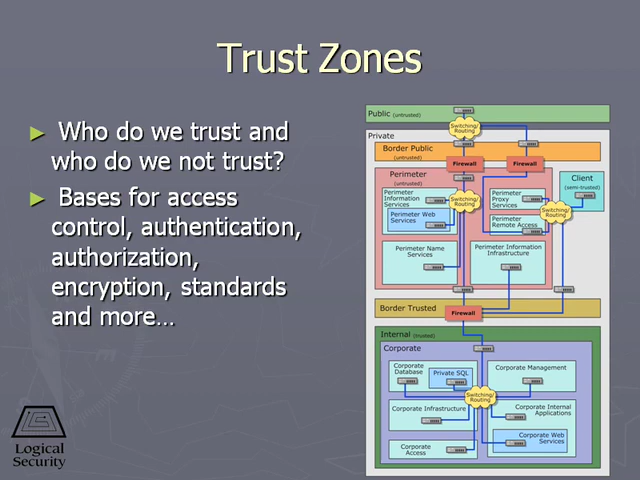 Trust Zones
► Who do we trust and
who do we not trust?
► Bases for access
control, authentication,
authorization,
encryption, standards
and more…
Public (untrusted)
Switching/
Routing
Private
Border Public
(untrusted)
Firewall
Firewall
Perimeter
(untrusted)
Client
(semi-trusted)
Perimeter
Information
Services
Switching/
Routing
Perimeter
Proxy
Services
Perimeter Web
Services
Switching/
Routing
Perimeter
Remote Access
Perimeter Name
Services
Perimeter Information
Infrastructure
Border Trusted
Firewall
Internal (trusted)
Corporate
Corporate
Database
Private SQL
Corporate Management
Switching/
Routing
Corporate Infrastructure
Corporate Internal
Applications
Corporate Web
Services
Corporate
Access
Logical
Security